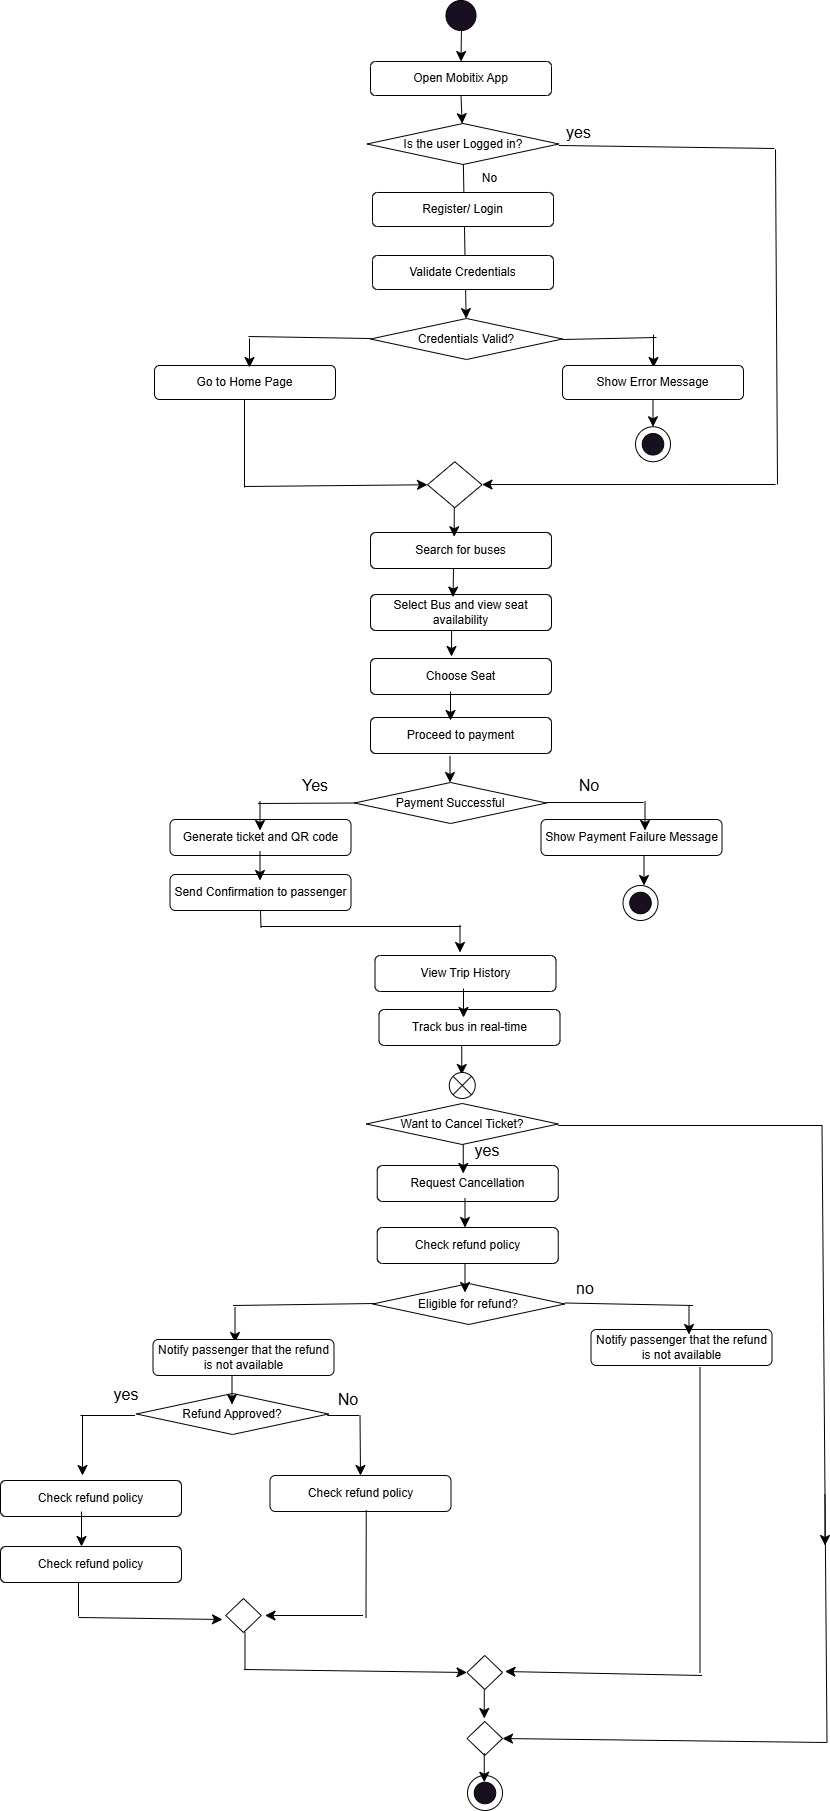 Open Mobitix App
Is the user Logged in?
yes
No
Register/ Login
Validate Credentials
Credentials Valid?
Go to Home Page
Show Error Message
Search for buses
Select Bus and view seat
availability
Choose Seat
Proceed to payment
Yes
Payment Successful
No
Generate ticket and QR code
Show Payment Failure Message
Send Confirmation to passenger
View Trip History
Track bus in real-time
Want to Cancel Ticket?
yes
Request Cancellation
Check refund policy
Eligible for refund?
no
Notify passenger that the refund
is not available
Notify passenger that the refund
is not available
yes
Refund Approved?
No
Check refund policy
Check refund policy
Check refund policy